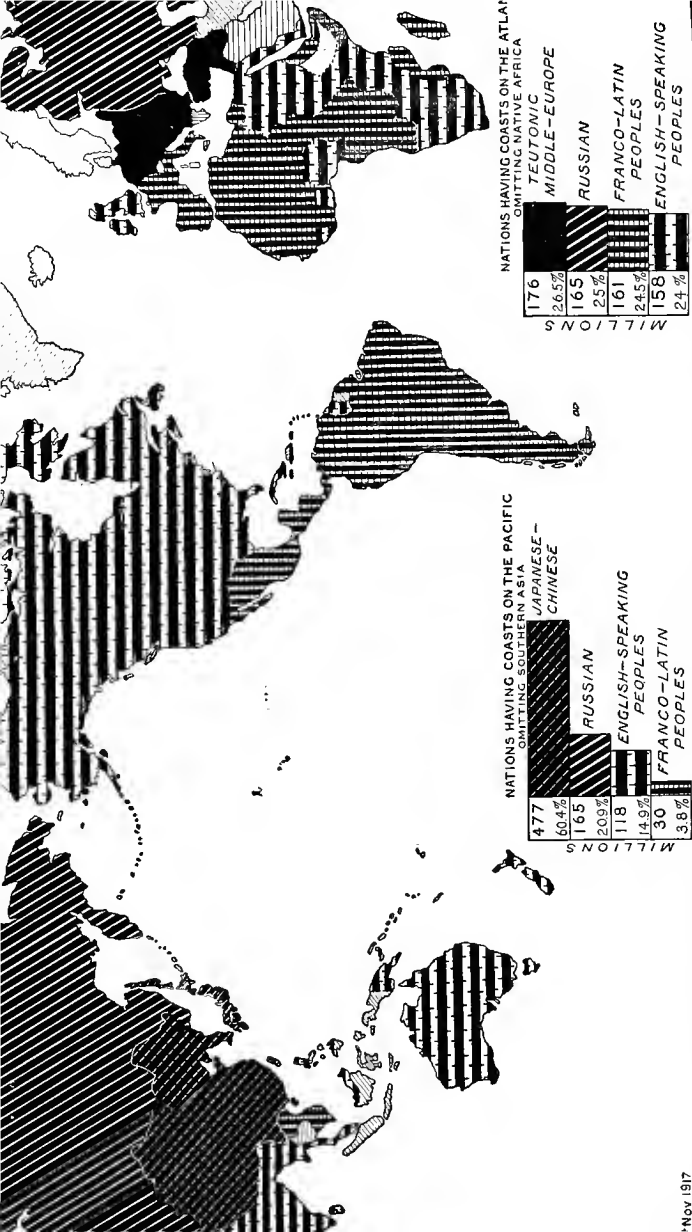 NATIONS HAVING COASTS ON THE PACIFIC
OMITTING SOUTHERN ASIA
MILLIONS
477
60.4%
JAPANESE-
CHINESE
165
20.9%
RUSSIAN
118
14.9%
ENGLISH-SPEAKING
PEOPLES
30
3.8%
FRANCO-LATIN
PEOPLES
NATIONS HAVING COASTS ON THE ATLAN
OMITTING NATIVE AFRICA
MILLIONS
176
26.5%
TEUTONIC
MIDDLE-EUROPE
165
25%
RUSSIAN
161
24.5%
FRANCO-LATIN
PEOPLES
158
24%
ENGLISH-SPEAKING
PEOPLES
Nov 1917